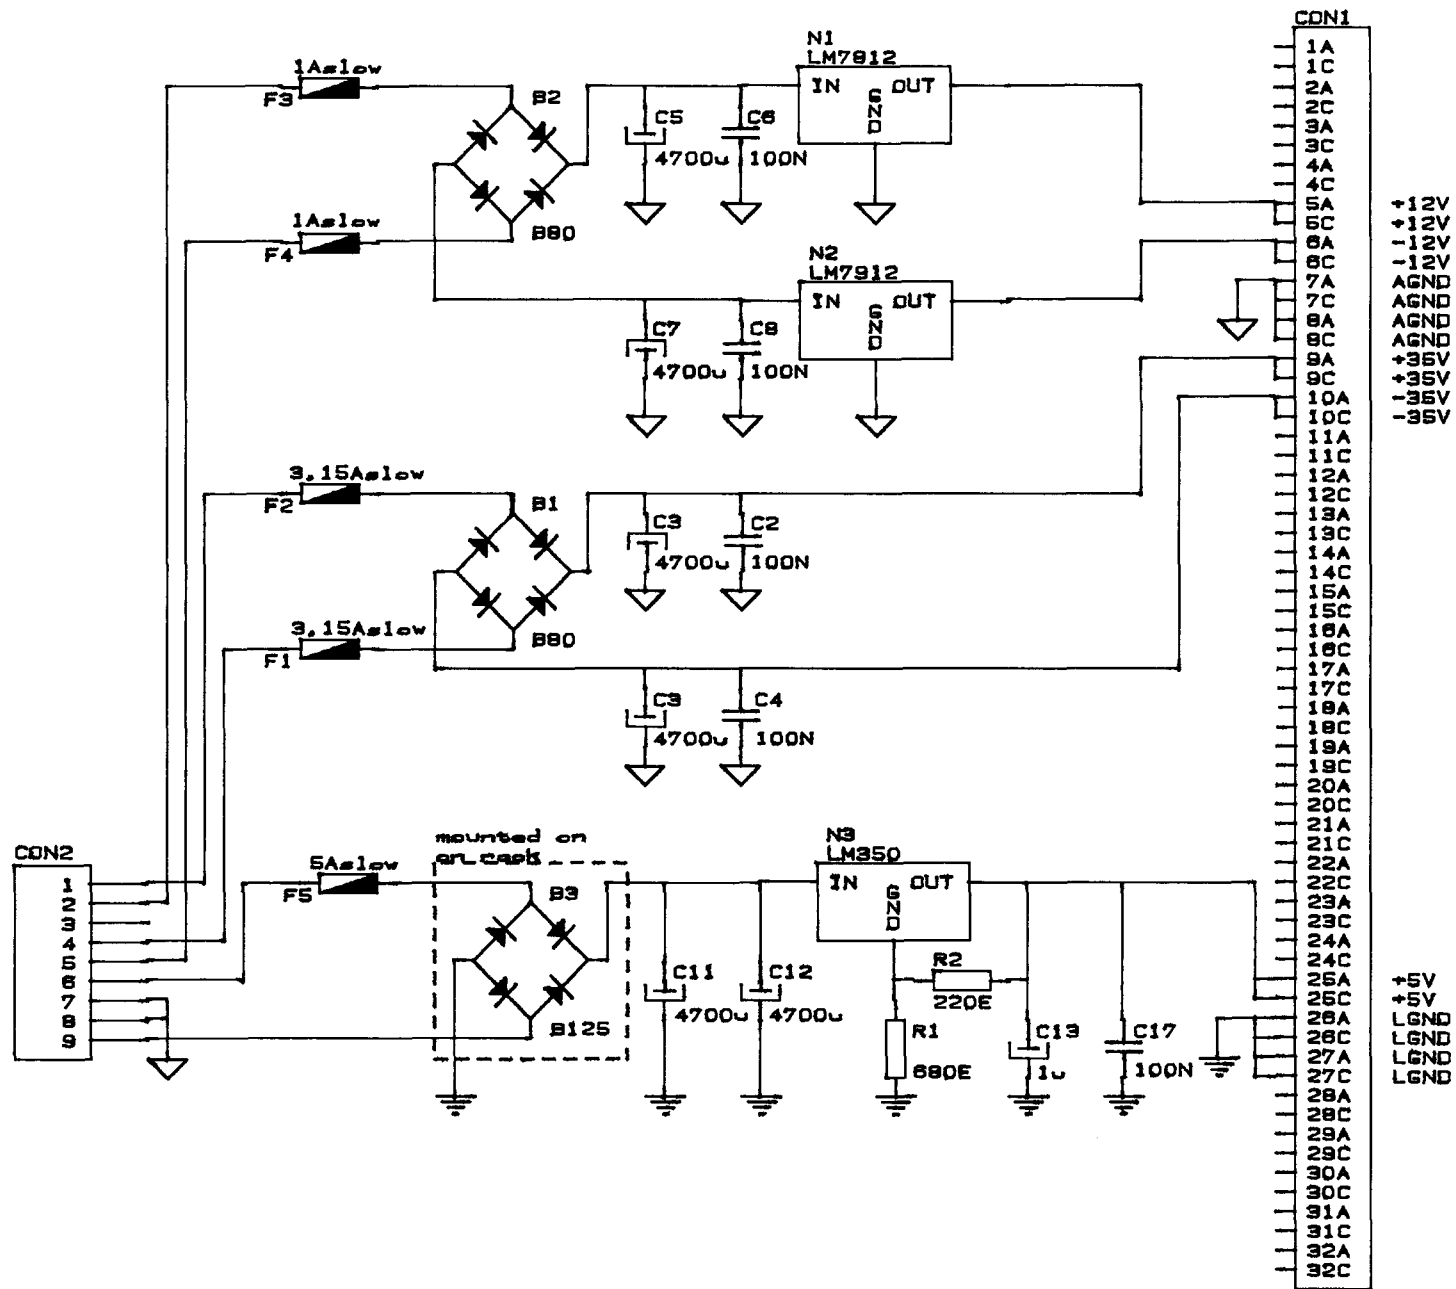 CON1
1A
1C
2A
2C
3A
3C
4A
4C
5A +12V
5C +12V
6A -12V
6C -12V
7A AGND
7C AGND
8A AGND
8C AGND
9A +35V
9C +35V
10A -35V
10C -35V
11A
11C
12A
12C
13A
13C
14A
14C
15A
15C
16A
16C
17A
17C
18A
18C
19A
19C
20A
20C
21A
21C
22A
22C
23A
23C
24A
24C
25A +5V
25C +5V
26A LGND
26C LGND
27A LGND
27C LGND
28A
28C
29A
29C
30A
30C
31A
31C
32A
32C
1Aslow
F3
B2
C5
4700u
C6
100N
N1
LM7812
IN OUT
GND
1Aslow
F4
B80
N2
LM7912
IN OUT
GND
C7
4700u
C8
100N
3,15Aslow
F2
B1
C3
4700u
C2
100N
3,15Aslow
F1
B80
C3
4700u
C4
100N
CON2
1
2
3
4
5
6
7
8
9
5Aslow
F5
mounted on
B3
B125
C11
4700u
C12
4700u
N3
LM350
IN OUT
GND
R2
220E
R1
680E
C13
1u
C17
100N